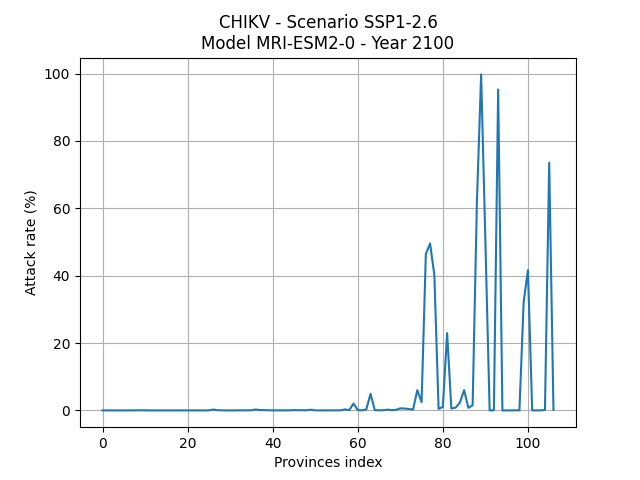 CHIKV - Scenario SSP1-2.6
Model MRI-ESM2-0 - Year 2100
100
80
60
40
20
0
Attack rate (%)
0 20 40 60 80 100
Provinces index